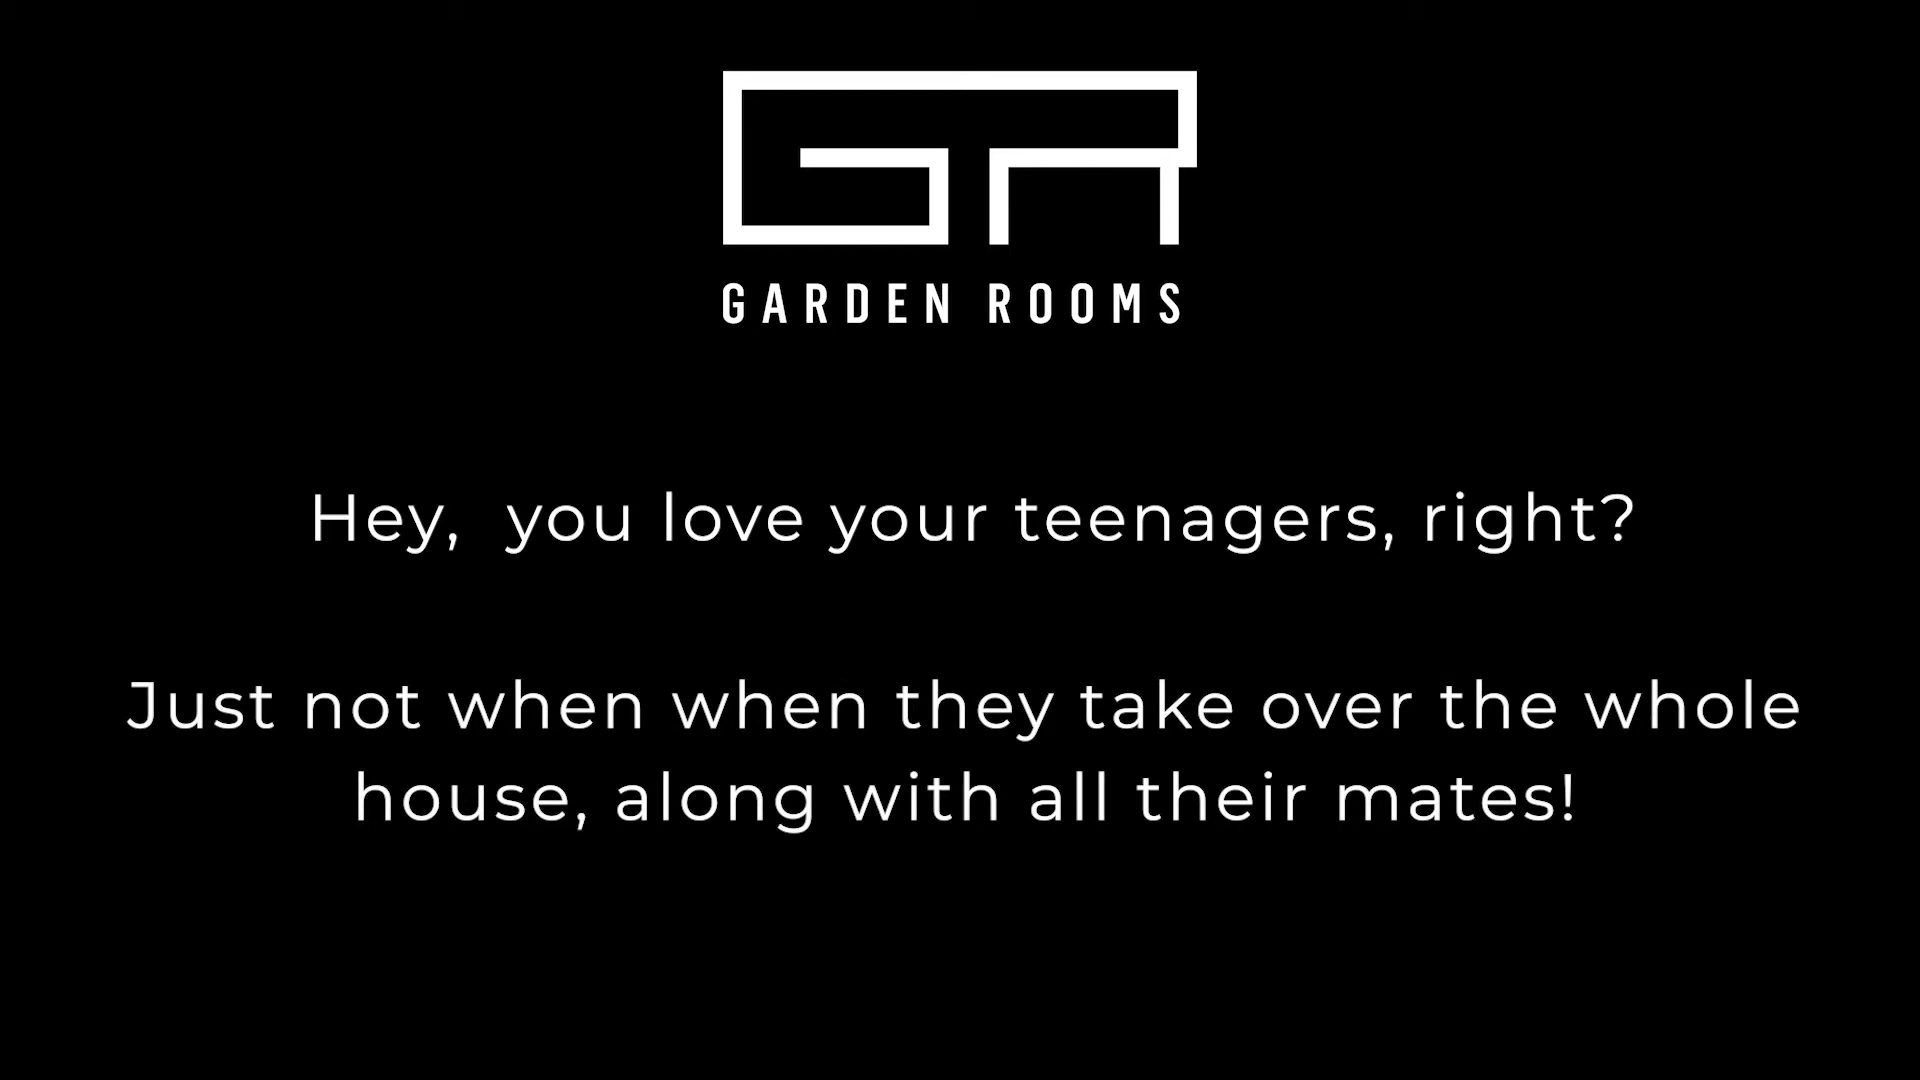 GR
GARDEN ROOMS
Hey,  you love your teenagers, right?
Just not when when they take over the whole
house, along with all their mates!